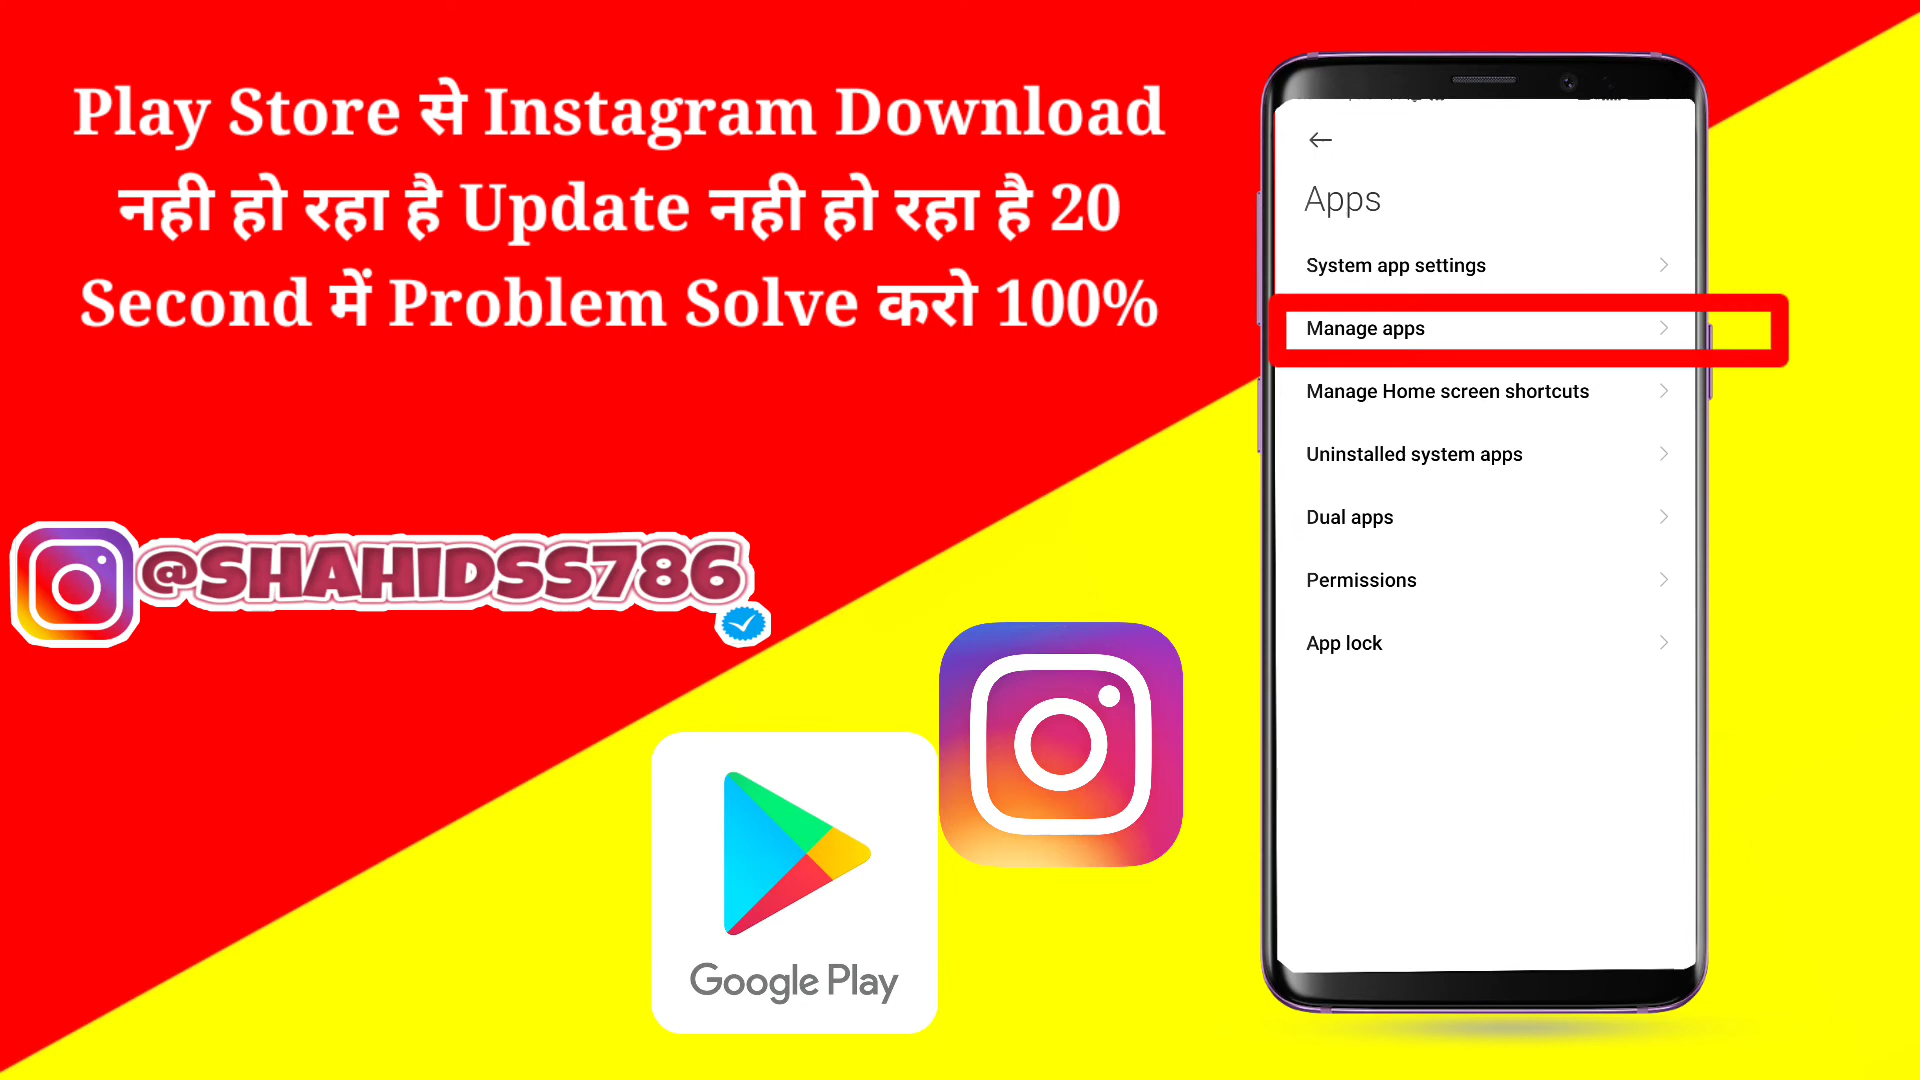 Play Store से Instagram Download
नही हो रहा है Update नही हो रहा है 20
Second में Problem Solve करो 100%
@SHAHIDSS786
Google Play
Apps
System app settings
Manage apps
Manage Home screen shortcuts
Uninstalled system apps
Dual apps
Permissions
App lock